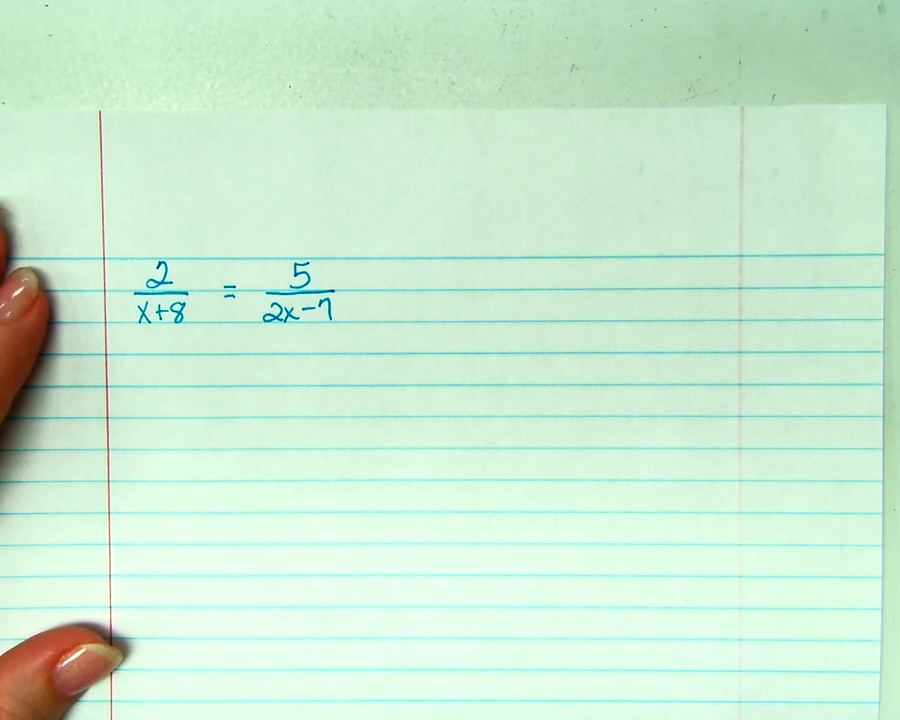 2/(x+8) = 5/(2x-7)